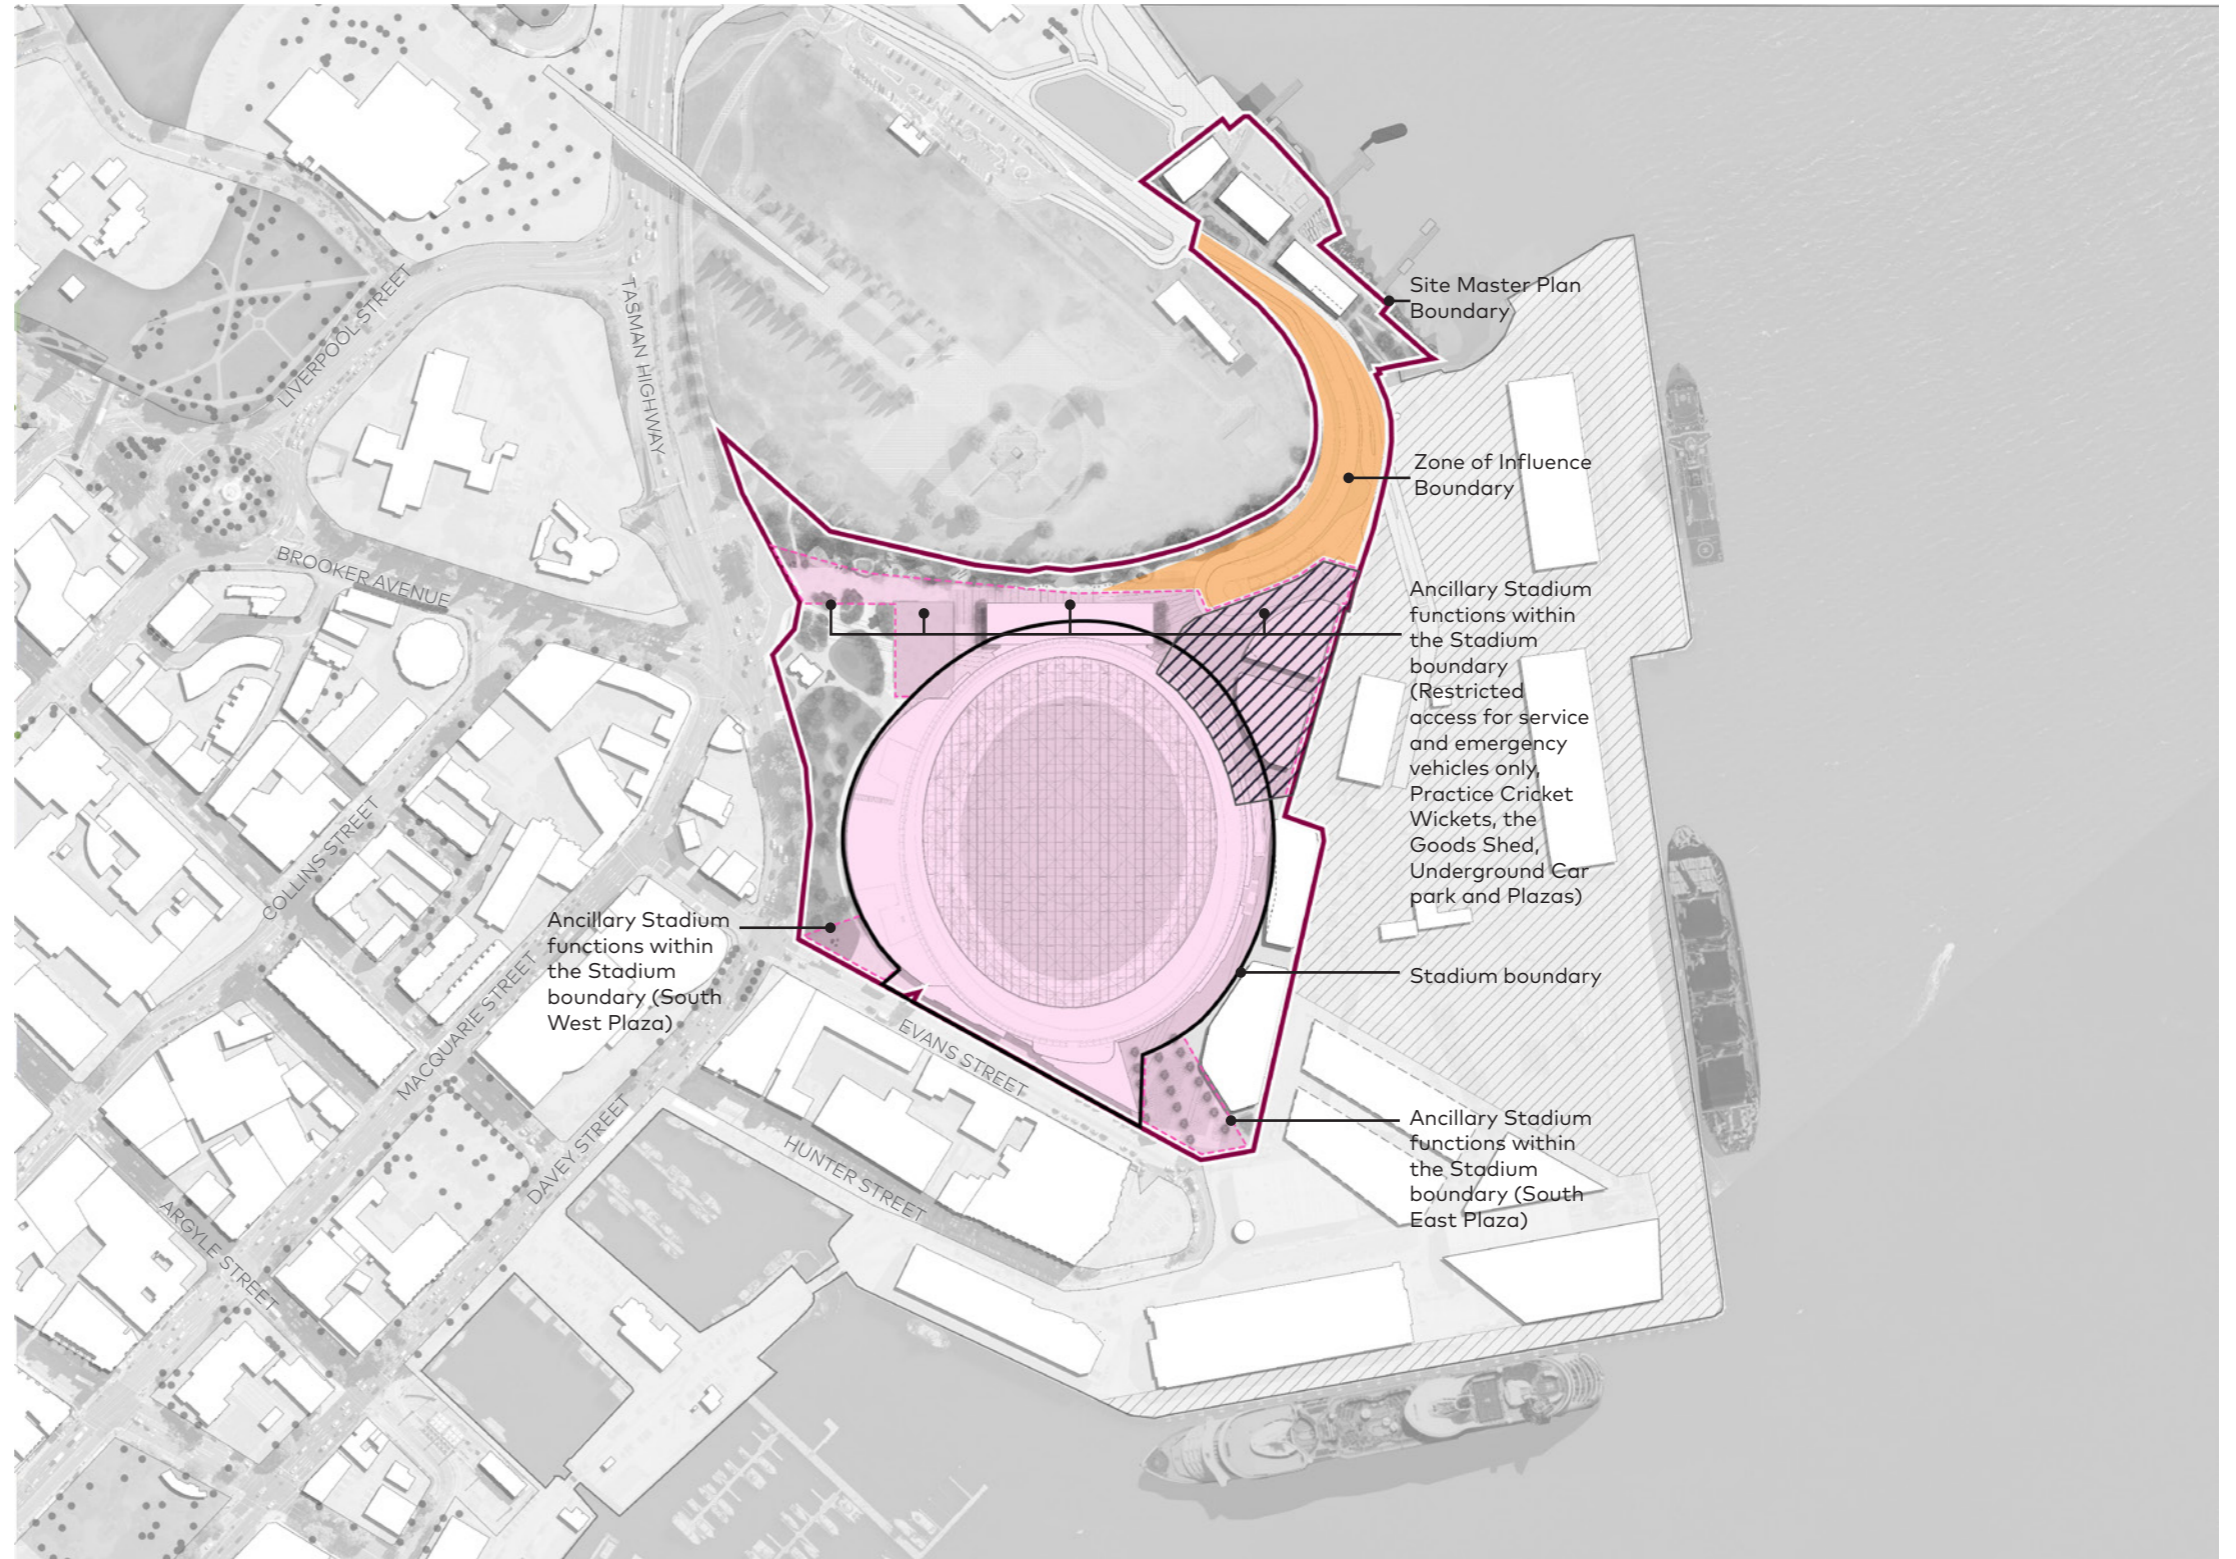 Site Master Plan
Boundary
LIVERPOOL STREET
TASMAN HIGHWAY
Zone of Influence
Boundary
BROOKER AVENUE
Ancillary Stadium
functions within
the Stadium
boundary
(Restricted
access for service
and emergency
vehicles only,
Practice Cricket
Wickets, the
Goods Shed,
Underground Car
park and Plazas)
COLLINS STREET
Ancillary Stadium
functions within
the Stadium
boundary (South
West Plaza)
MACQUARIE STREET
Stadium boundary
EVANS STREET
DAVEY STREET
HUNTER STREET
Ancillary Stadium
functions within
the Stadium
boundary (South
East Plaza)
ARGYLE STREET